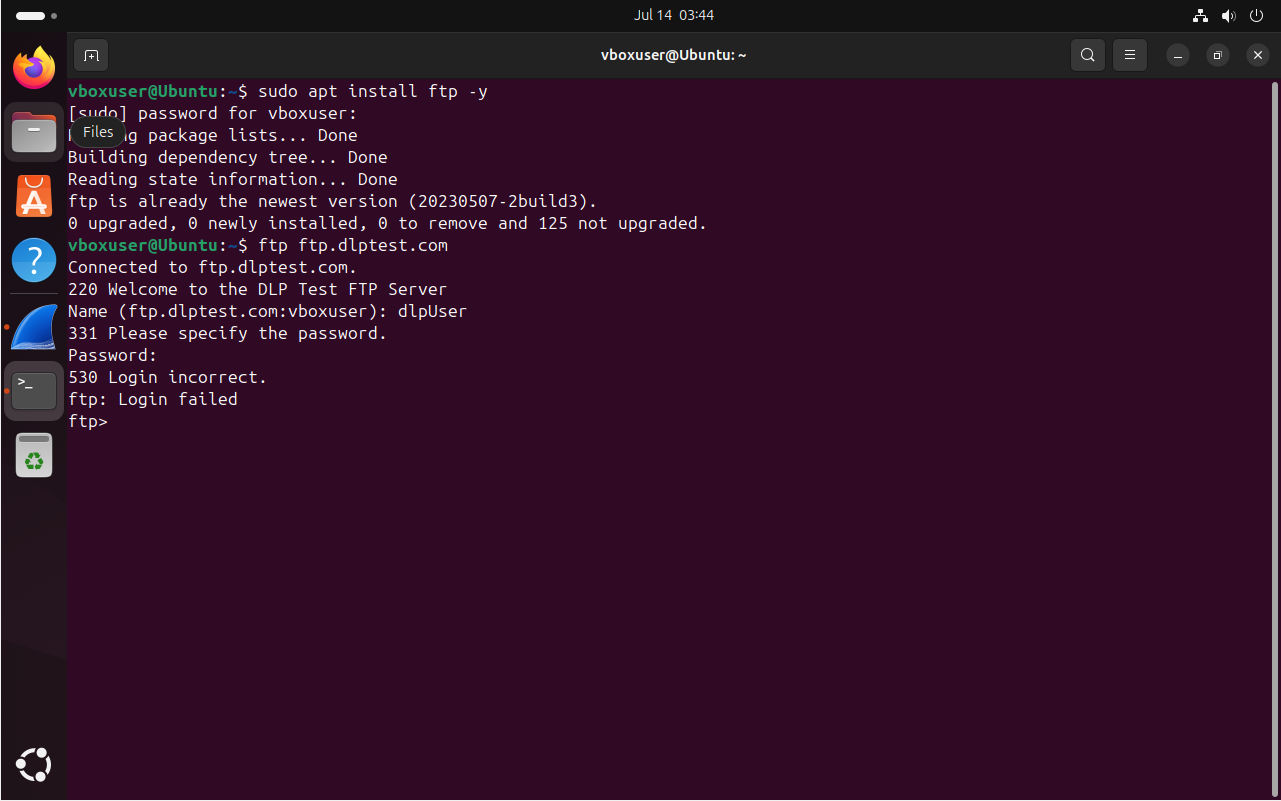 Jul 14 03:44
vboxuser@Ubuntu: ~
vboxuser@Ubuntu:~$ sudo apt install ftp -y
[sudo] password for vboxuser:
Files
package lists... Done
Building dependency tree... Done
Reading state information... Done
ftp is already the newest version (20230507-2build3).
0 upgraded, 0 newly installed, 0 to remove and 125 not upgraded.
vboxuser@Ubuntu:~$ ftp ftp.dlptest.com
Connected to ftp.dlptest.com.
220 Welcome to the DLP Test FTP Server
Name (ftp.dlptest.com:vboxuser): dlpUser
331 Please specify the password.
Password:
530 Login incorrect.
ftp: Login failed
ftp>